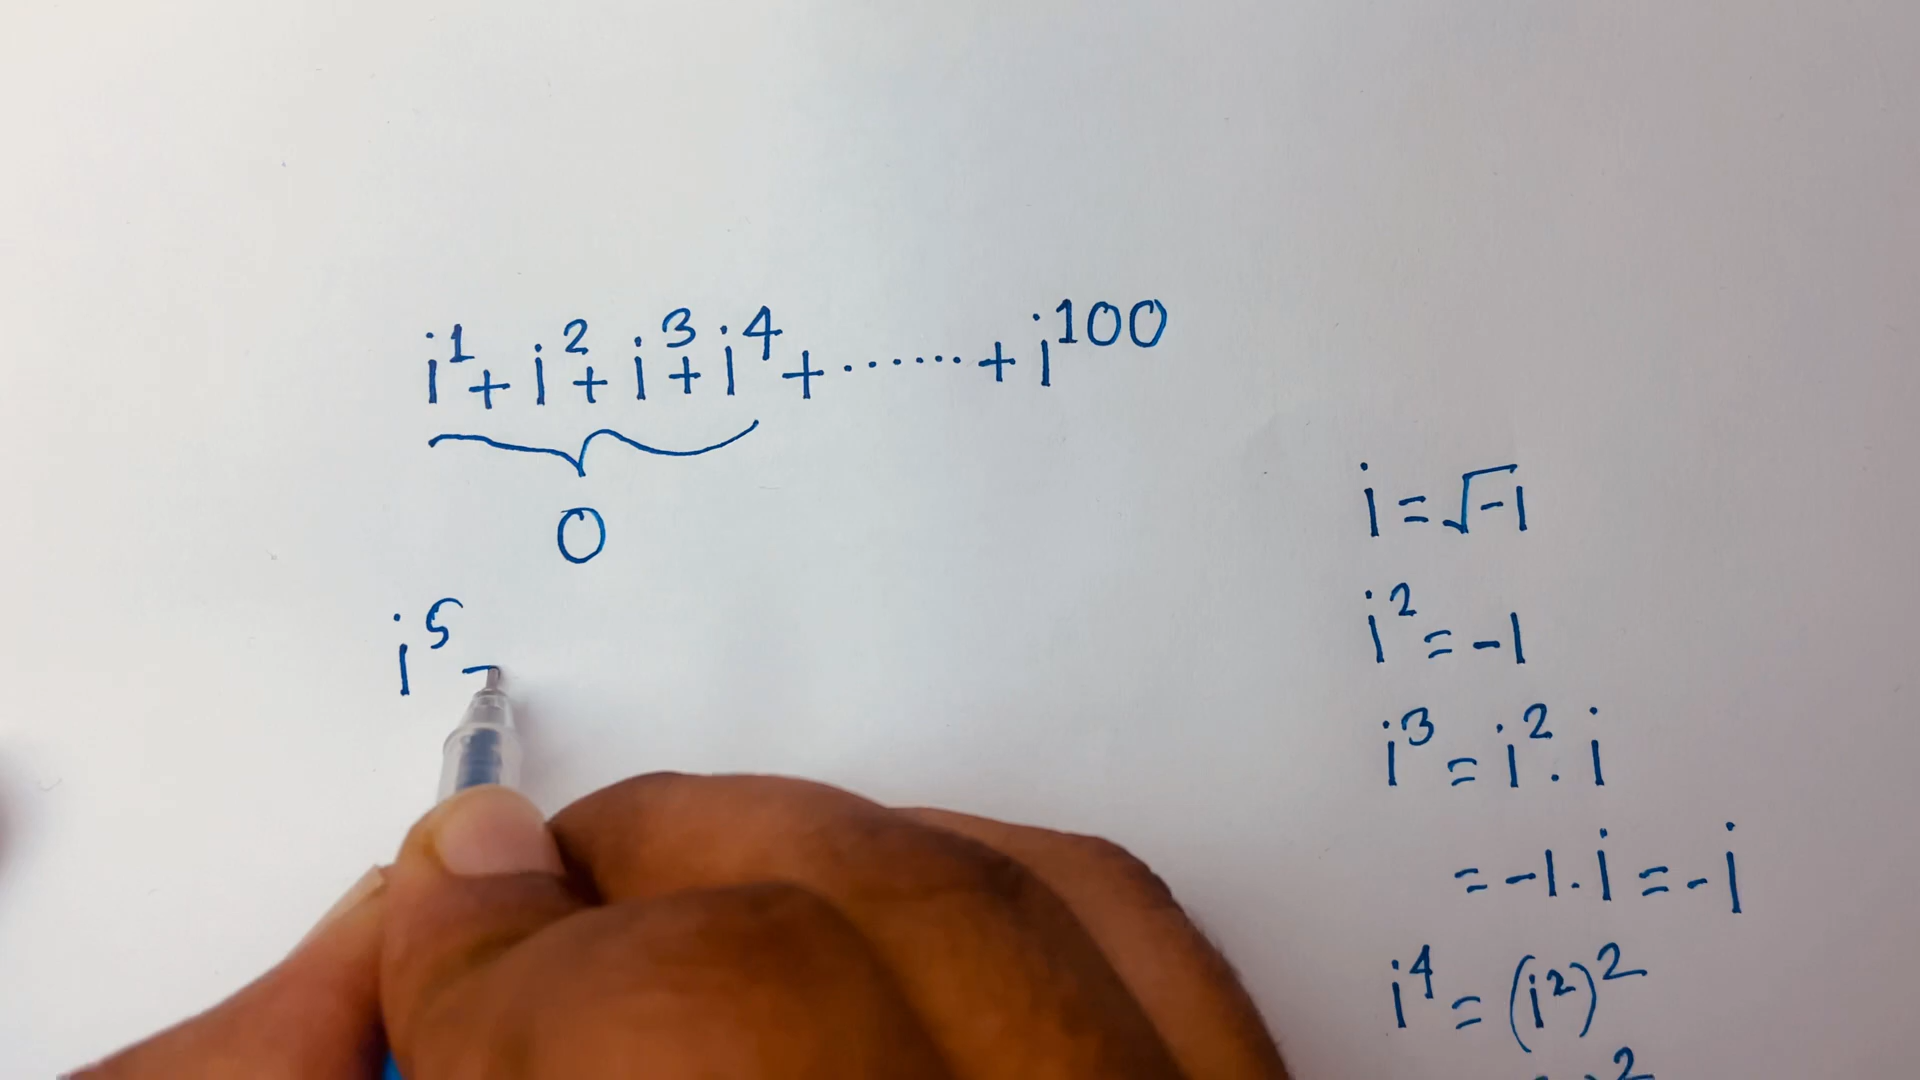 i¹ + i² + i³ + i⁴ + ....... + i¹⁰⁰
0
i⁵ -
i = √-1
i² = -1
i³ = i² . i
= -1 . i = -i
i⁴ = (i²)²